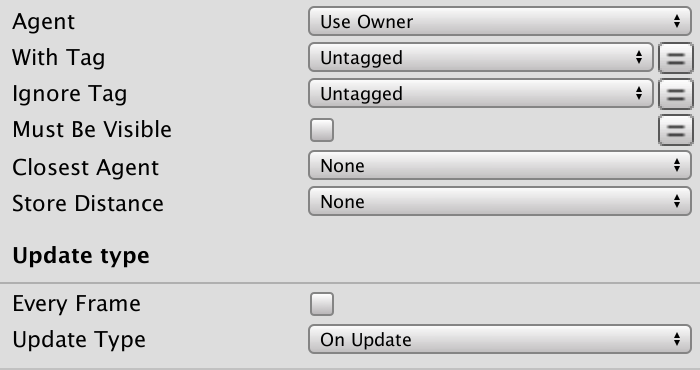 Agent Use Owner
With Tag Untagged
Ignore Tag Untagged
Must Be Visible
Closest Agent None
Store Distance None
Update type
Every Frame
Update Type On Update